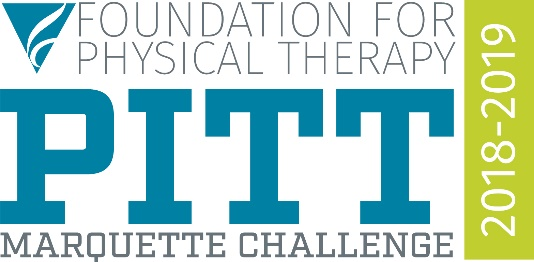 FOUNDATION FOR
PHYSICAL THERAPY
PITT
MARQUETTE CHALLENGE
2018-2019